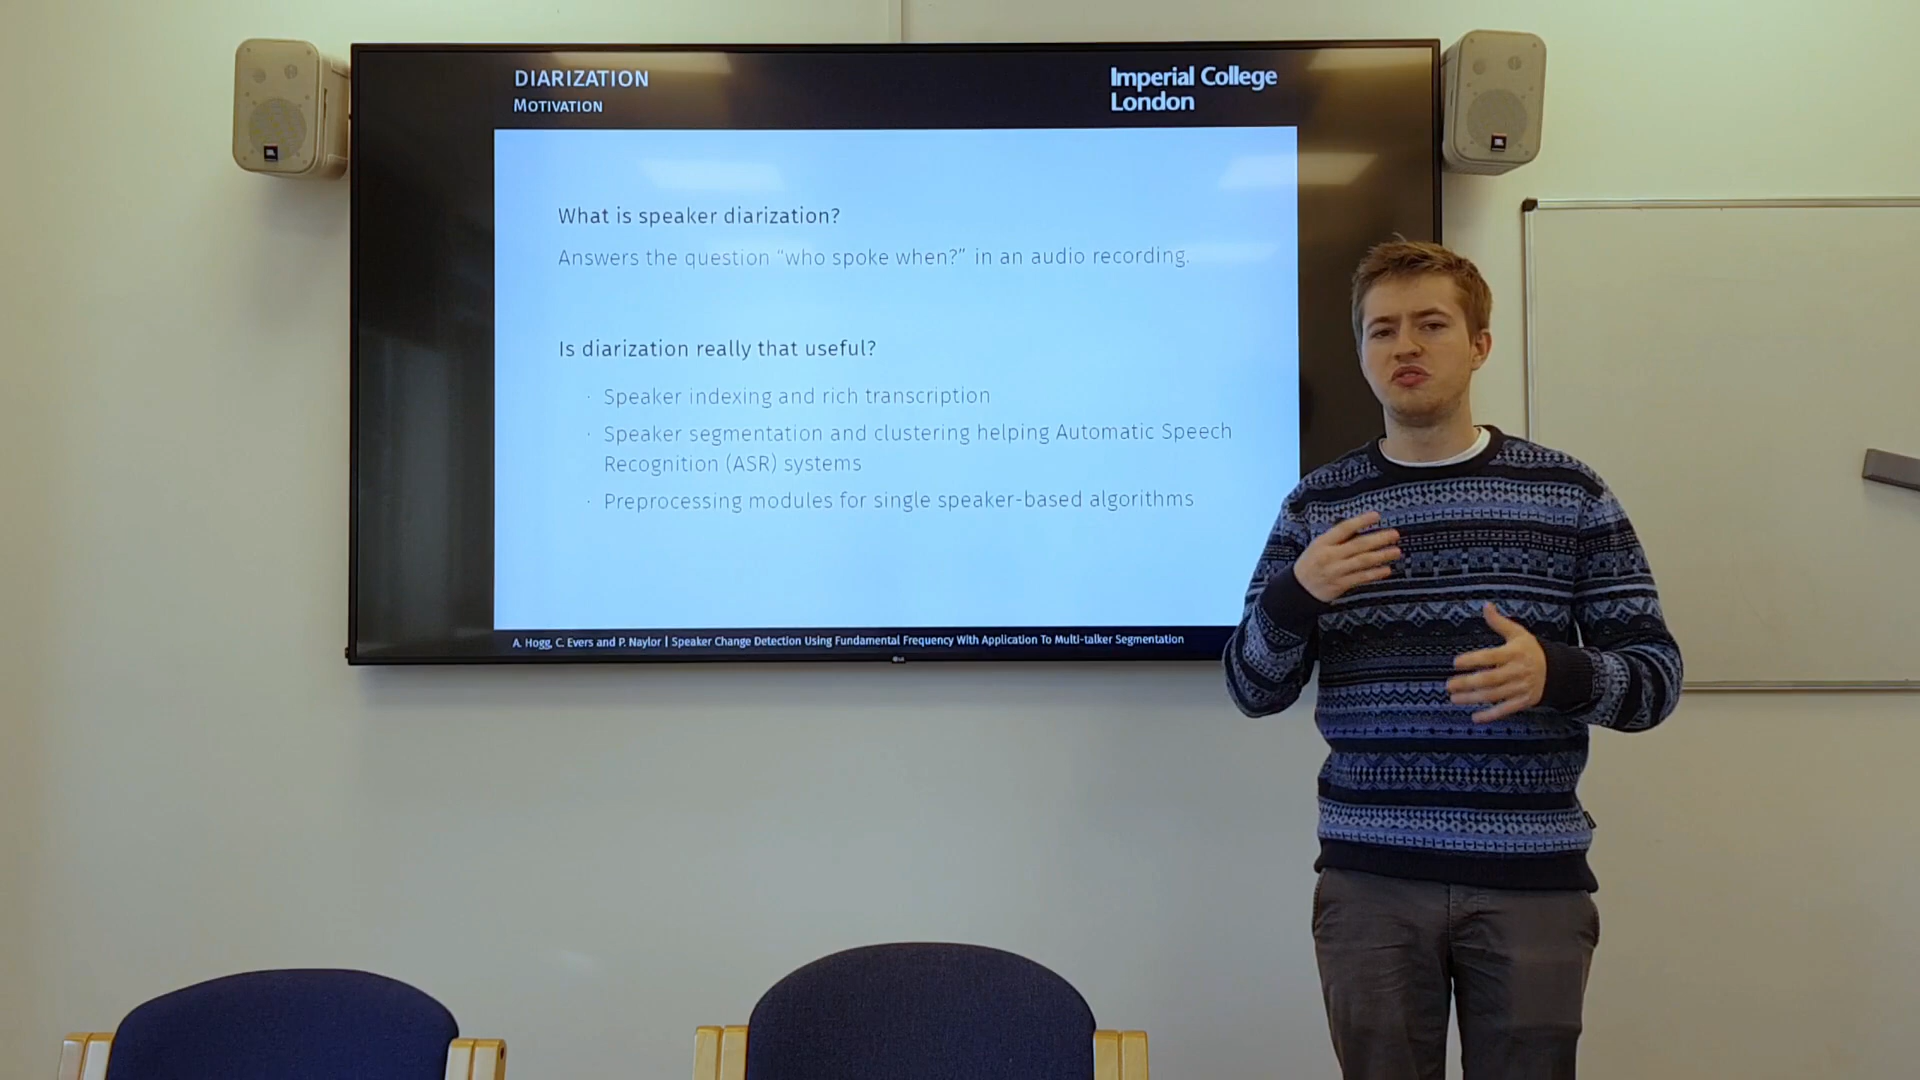 DIARIZATION
MOTIVATION
Imperial College
London
What is speaker diarization?
Answers the question “who spoke when?” in an audio recording.
Is diarization really that useful?
· Speaker indexing and rich transcription
· Speaker segmentation and clustering helping Automatic Speech
Recognition (ASR) systems
· Preprocessing modules for single speaker-based algorithms
A. Hogg, C. Evers and P. Naylor | Speaker Change Detection Using Fundamental Frequency With Application To Multi-talker Segmentation
JBL
JBL
LG